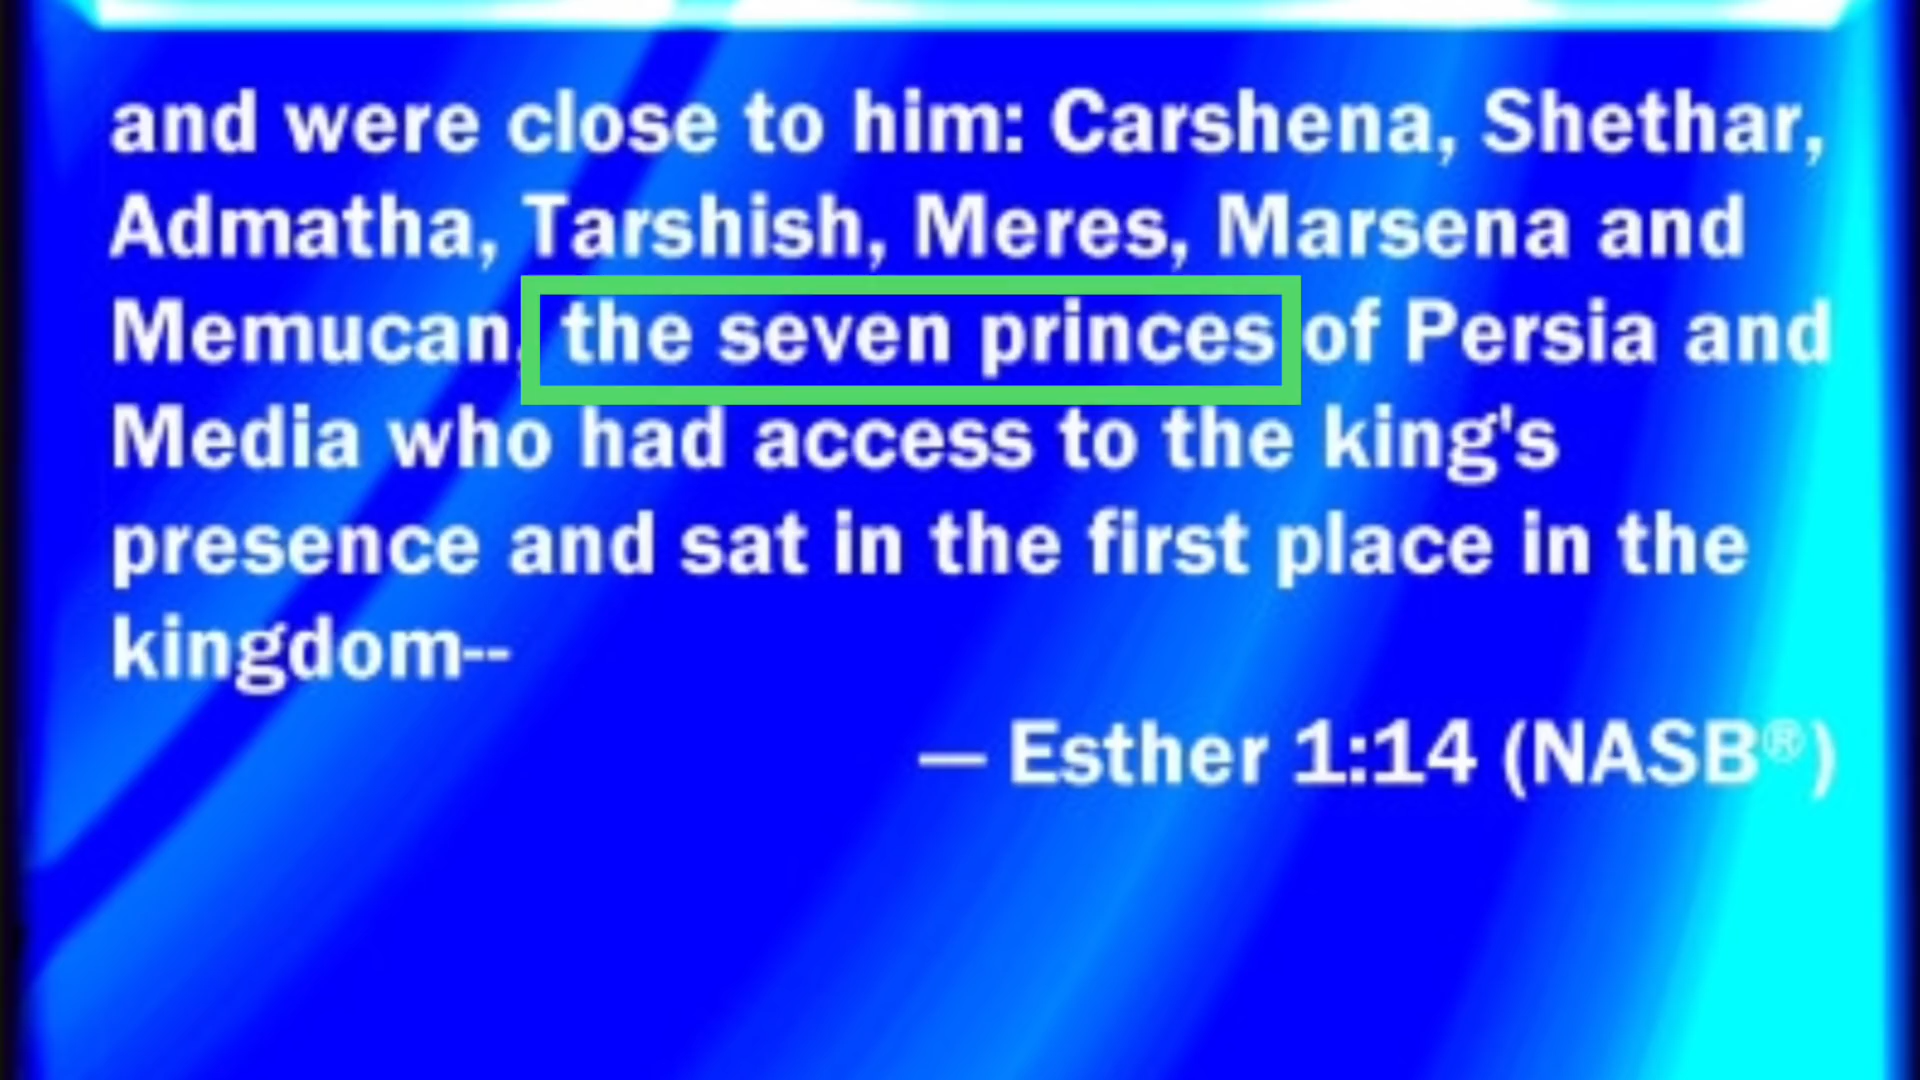 and were close to him: Carshena, Shethar,
Admatha, Tarshish, Meres, Marsena and
Memucan, the seven princes of Persia and
Media who had access to the king's
presence and sat in the first place in the
kingdom--
— Esther 1:14 (NASB®)